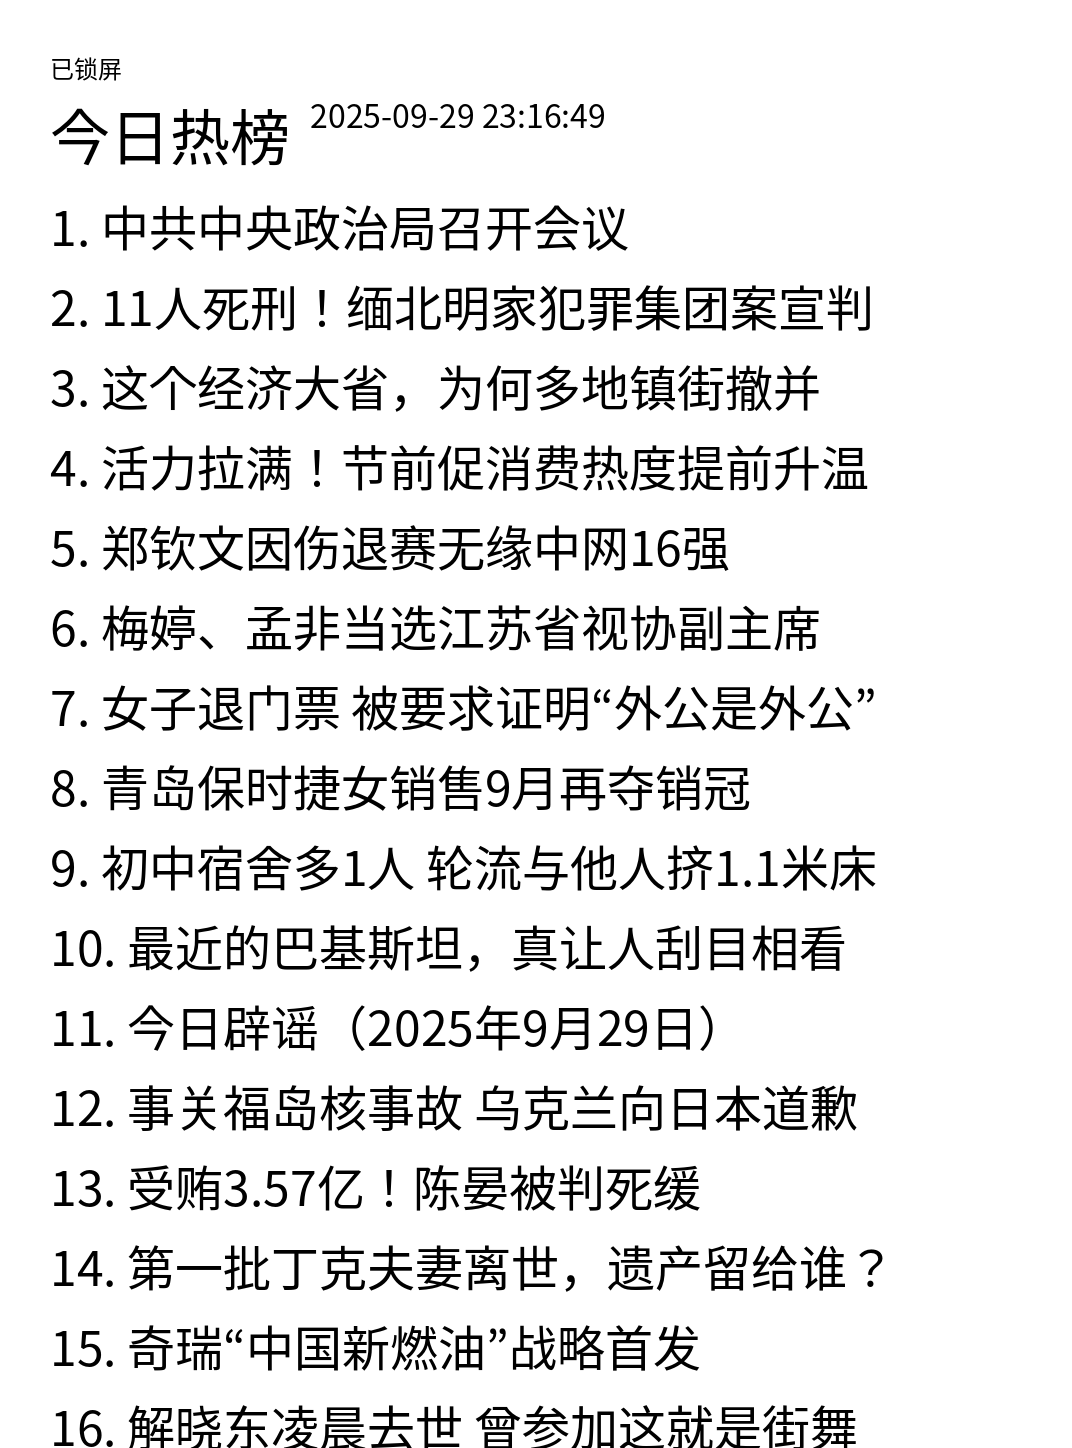 已锁屏
今日热榜 2025-09-29 23:16:49
1. 中共中央政治局召开会议
2. 11人死刑！缅北明家犯罪集团案宣判
3. 这个经济大省，为何多地镇街撤并
4. 活力拉满！节前促消费热度提前升温
5. 郑钦文因伤退赛无缘中网16强
6. 梅婷、孟非当选江苏省视协副主席
7. 女子退门票 被要求证明“外公是外公”
8. 青岛保时捷女销售9月再夺销冠
9. 初中宿舍多1人 轮流与他人挤1.1米床
10. 最近的巴基斯坦，真让人刮目相看
11. 今日辟谣（2025年9月29日）
12. 事关福岛核事故 乌克兰向日本道歉
13. 受贿3.57亿！陈晏被判死缓
14. 第一批丁克夫妻离世，遗产留给谁？
15. 奇瑞“中国新燃油”战略首发
16. 解晓东凌晨去世 曾参加这就是街舞